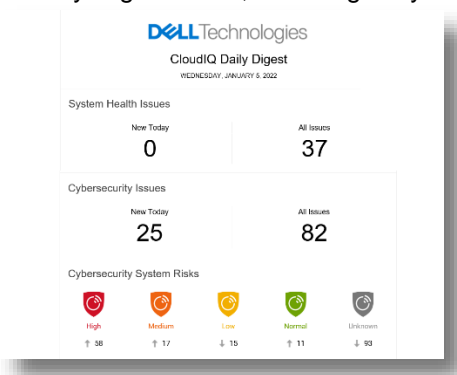 DELLTechnologies
CloudIQ Daily Digest
WEDNESDAY, JANUARY 5, 2022
System Health Issues
New Today All Issues
0 37
Cybersecurity Issues
New Today All Issues
25 82
Cybersecurity System Risks
High Medium Low Normal Unknown
↑ 58 ↑ 17 ↓ 15 ↑ 11 ↓ 93